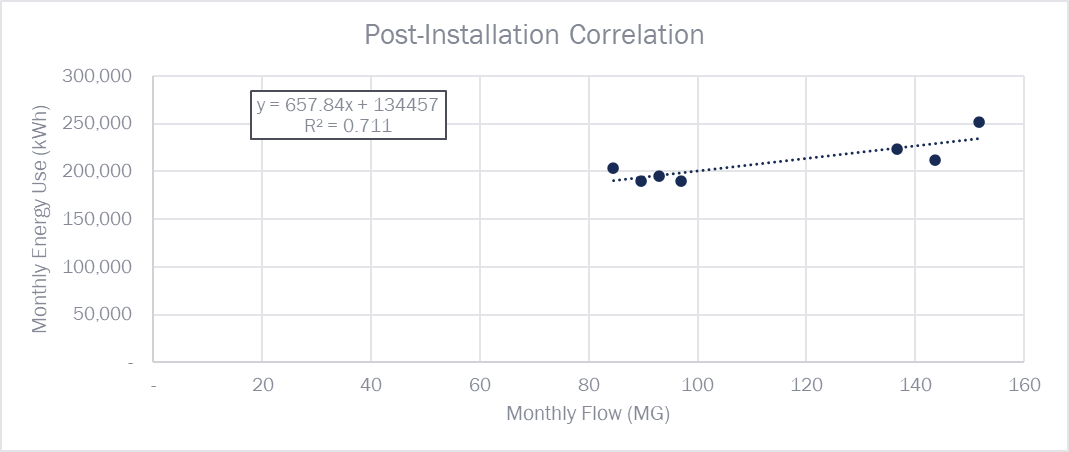 Post-Installation Correlation
300,000
250,000
200,000
150,000
100,000
50,000
-
Monthly Energy Use (kWh)
y = 657.84x + 134457
R² = 0.711
- 20 40 60 80 100 120 140 160
Monthly Flow (MG)